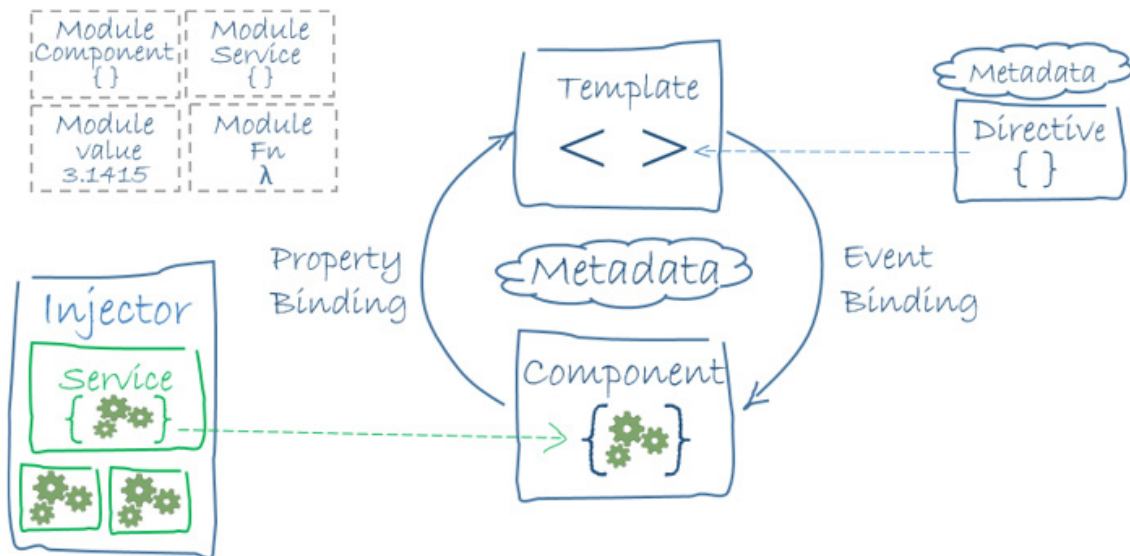 Module
Component
{ }
Module
Service
{ }
Module
value
3.1415
Module
Fn
λ
Template
< >
Metadata
Directive
{ }
Property
Binding
Metadata
Event
Binding
Injector
Service
{ }
Component
{ }